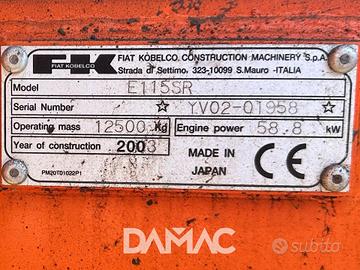 FK
FIAT KOBELCO
FIAT KOBELCO CONSTRUCTION MACHINERY S.p.A
Strada di Settimo, 323-10099 S.Mauro -ITALIA
Model E115SR
Serial Number YV02-01958
Operating mass 12500 Kg Engine power 58.8 kW
Year of construction 2003
MADE IN
JAPAN
CE
PM20T01022P1
DAMAC
subito